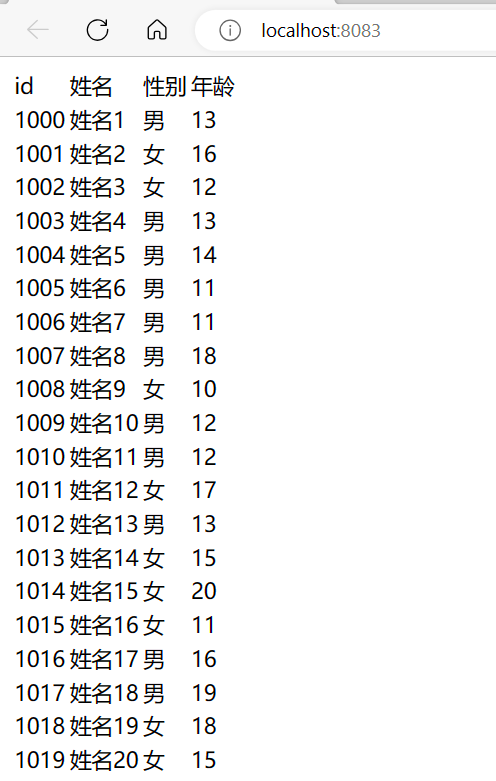 localhost:8083
id 姓名 性别 年龄
1000 姓名1 男 13
1001 姓名2 女 16
1002 姓名3 女 12
1003 姓名4 男 13
1004 姓名5 男 14
1005 姓名6 男 11
1006 姓名7 男 11
1007 姓名8 男 18
1008 姓名9 女 10
1009 姓名10 男 12
1010 姓名11 男 12
1011 姓名12 女 17
1012 姓名13 男 13
1013 姓名14 女 15
1014 姓名15 女 20
1015 姓名16 女 11
1016 姓名17 男 16
1017 姓名18 男 19
1018 姓名19 女 18
1019 姓名20 女 15